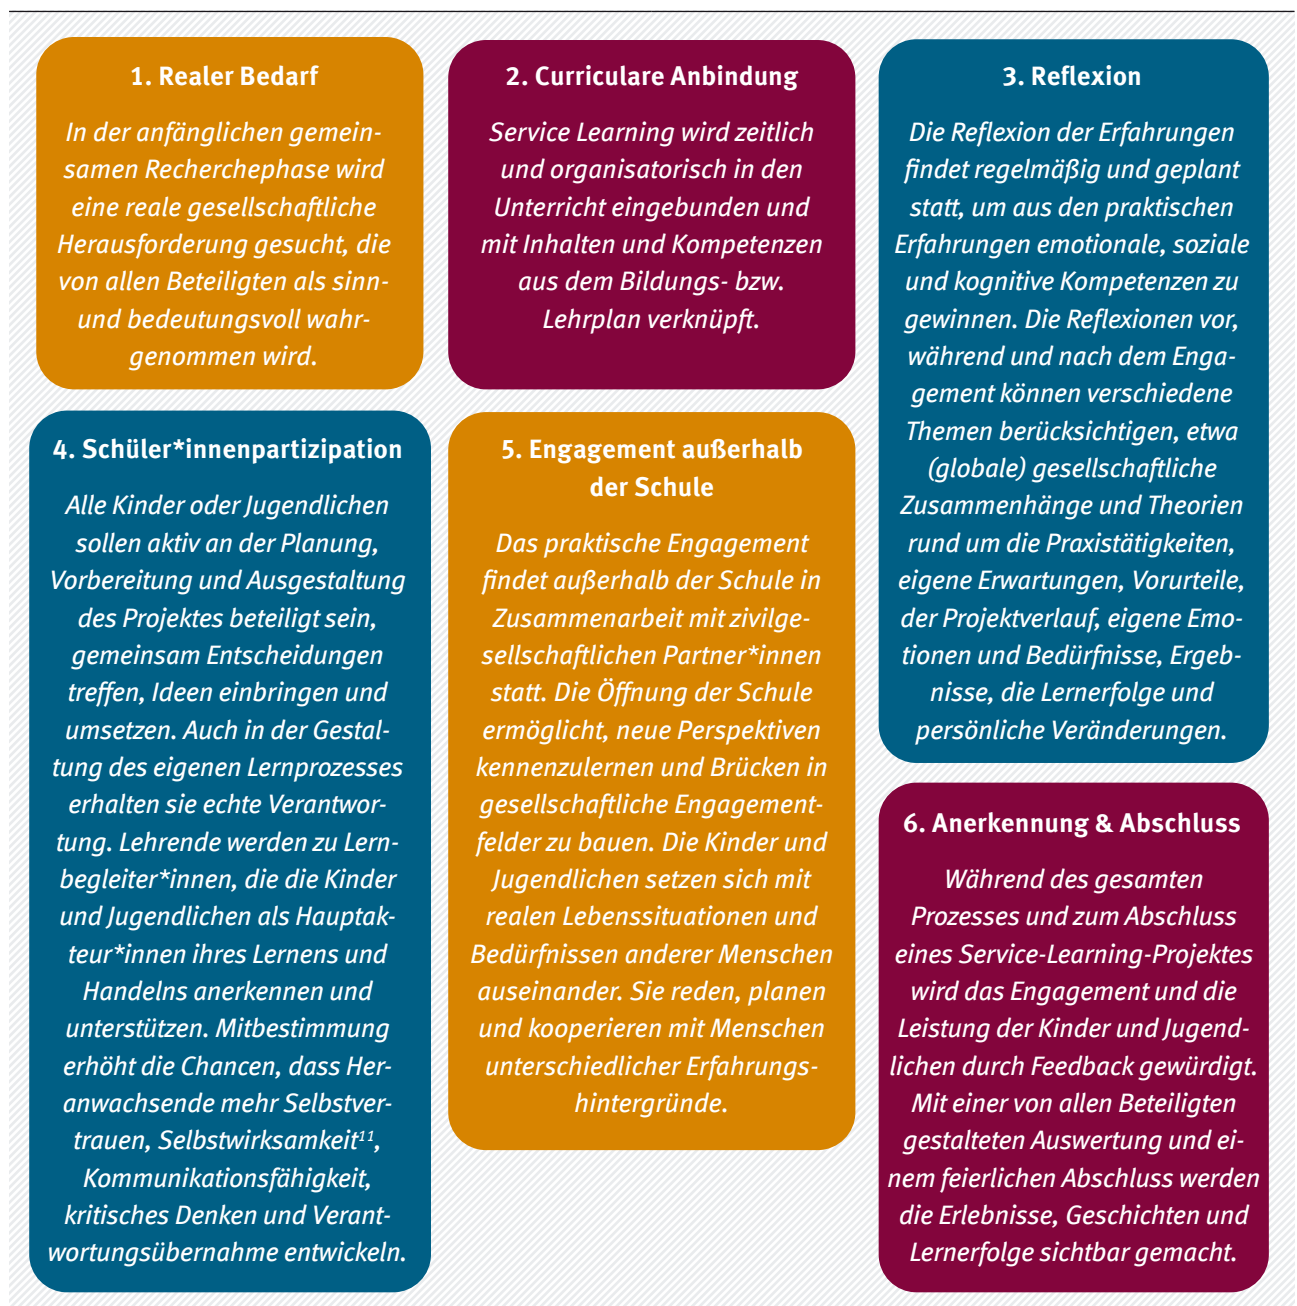 1. Realer Bedarf
In der anfänglichen gemein-
samen Recherchephase wird
eine reale gesellschaftliche
Herausforderung gesucht, die
von allen Beteiligten als sinn-
und bedeutungsvoll wahr-
genommen wird.
2. Curriculare Anbindung
Service Learning wird zeitlich
und organisatorisch in den
Unterricht eingebunden und
mit Inhalten und Kompetenzen
aus dem Bildungs- bzw.
Lehrplan verknüpft.
3. Reflexion
Die Reflexion der Erfahrungen
findet regelmäßig und geplant
statt, um aus den praktischen
Erfahrungen emotionale, soziale
und kognitive Kompetenzen zu
gewinnen. Die Reflexionen vor,
während und nach dem Enga-
gement können verschiedene
Themen berücksichtigen, etwa
(globale) gesellschaftliche
Zusammenhänge und Theorien
rund um die Praxistätigkeiten,
eigene Erwartungen, Vorurteile,
der Projektverlauf, eigene Emo-
tionen und Bedürfnisse, Ergeb-
nisse, die Lernerfolge und
persönliche Veränderungen.
4. Schüler*innenpartizipation
Alle Kinder oder Jugendlichen
sollen aktiv an der Planung,
Vorbereitung und Ausgestaltung
des Projektes beteiligt sein,
gemeinsam Entscheidungen
treffen, Ideen einbringen und
umsetzen. Auch in der Gestal-
tung des eigenen Lernprozesses
erhalten sie echte Verantwor-
tung. Lehrende werden zu Lern-
begleiter*innen, die die Kinder
und Jugendlichen als Hauptak-
teur*innen ihres Lernens und
Handelns anerkennen und
unterstützen. Mitbestimmung
erhöht die Chancen, dass Her-
anwachsende mehr Selbstver-
trauen, Selbstwirksamkeit¹¹,
Kommunikationsfähigkeit,
kritisches Denken und Verant-
wortungsübernahme entwickeln.
5. Engagement außerhalb
der Schule
Das praktische Engagement
findet außerhalb der Schule in
Zusammenarbeit mit zivilge-
sellschaftlichen Partner*innen
statt. Die Öffnung der Schule
ermöglicht, neue Perspektiven
kennenzulernen und Brücken in
gesellschaftliche Engagement-
felder zu bauen. Die Kinder und
Jugendlichen setzen sich mit
realen Lebenssituationen und
Bedürfnissen anderer Menschen
auseinander. Sie reden, planen
und kooperieren mit Menschen
unterschiedlicher Erfahrungs-
hintergründe.
6. Anerkennung & Abschluss
Während des gesamten
Prozesses und zum Abschluss
eines Service-Learning-Projektes
wird das Engagement und die
Leistung der Kinder und Jugend-
lichen durch Feedback gewürdigt.
Mit einer von allen Beteiligten
gestalteten Auswertung und ei-
nem feierlichen Abschluss werden
die Erlebnisse, Geschichten und
Lernerfolge sichtbar gemacht.